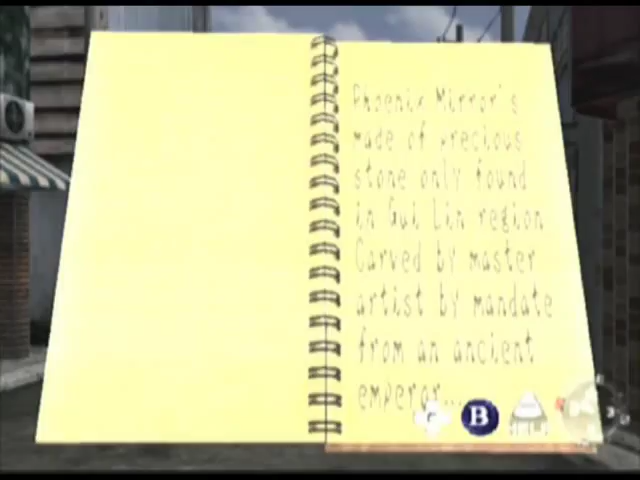 Phoenix Mirror's
made of precious
stone only found
in Gui Lin region
Carved by master
artist by mandate
from an ancient
emperor...
B